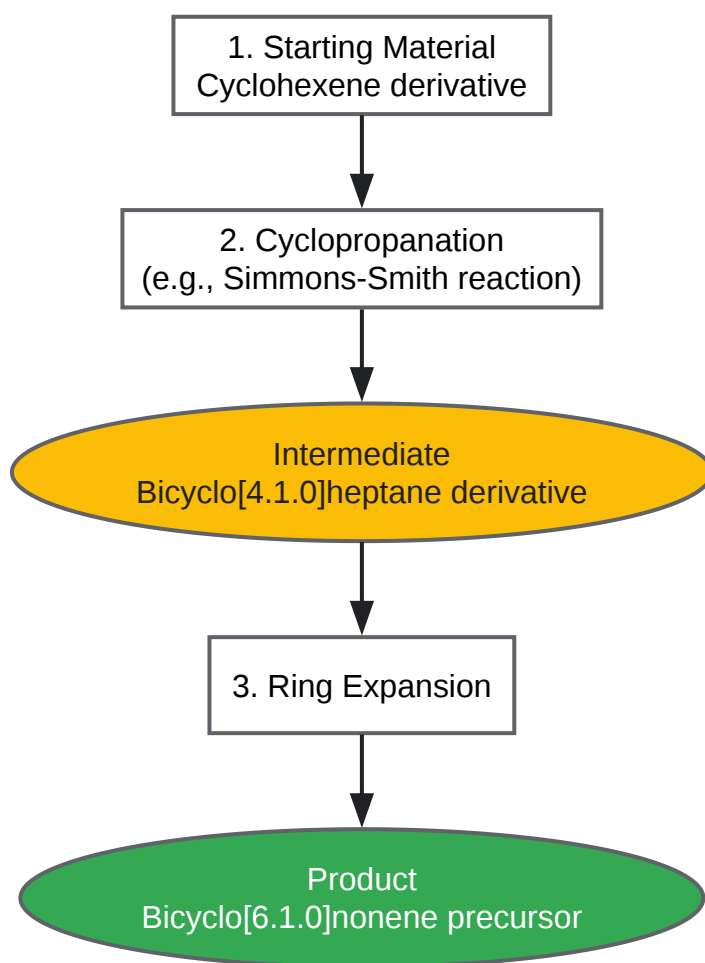 1. Starting Material
Cyclohexene derivative
2. Cyclopropanation
(e.g., Simmons-Smith reaction)
Intermediate
Bicyclo[4.1.0]heptane derivative
3. Ring Expansion
Product
Bicyclo[6.1.0]nonene precursor